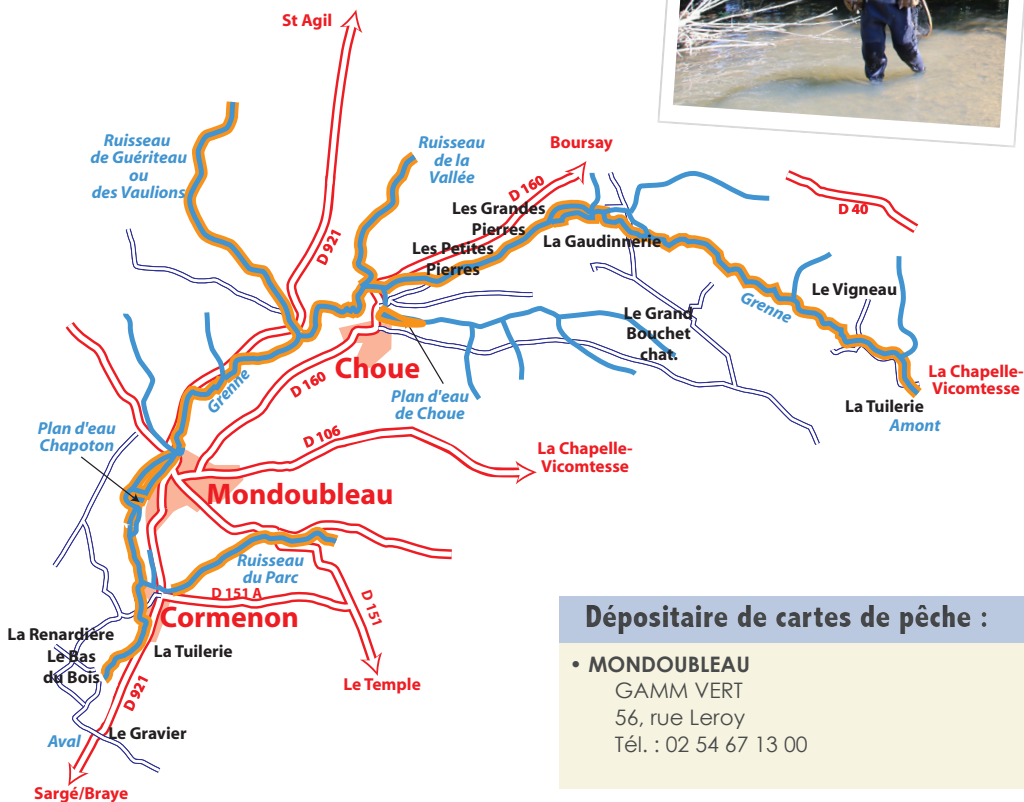 St Agil
Ruisseau
de Guériteau
ou
des Vaulions
Ruisseau
de la
Vallée
Boursay
D 160
D 40
D 921
Les Grandes
Pierres
Les Petites
Pierres
La Gaudinnerie
Grenne
Le Vigneau
Le Grand
Bouchet
chat.
Choue
Plan d'eau
de Choue
La Chapelle-
Vicomtesse
La Tuilerie
Amont
Grenne
D 160
Plan d'eau
Chapoton
D 106
La Chapelle-
Vicomtesse
Mondoubleau
Ruisseau
du Parc
D 151 A
D 151
Cormenon
La Renardière
Le Bas
du Bois
La Tuilerie
Le Temple
D 921
Aval
Le Gravier
Sargé/Braye
Dépositaire de cartes de pêche :
• MONDOUBLEAU
GAMM VERT
56, rue Leroy
Tél. : 02 54 67 13 00